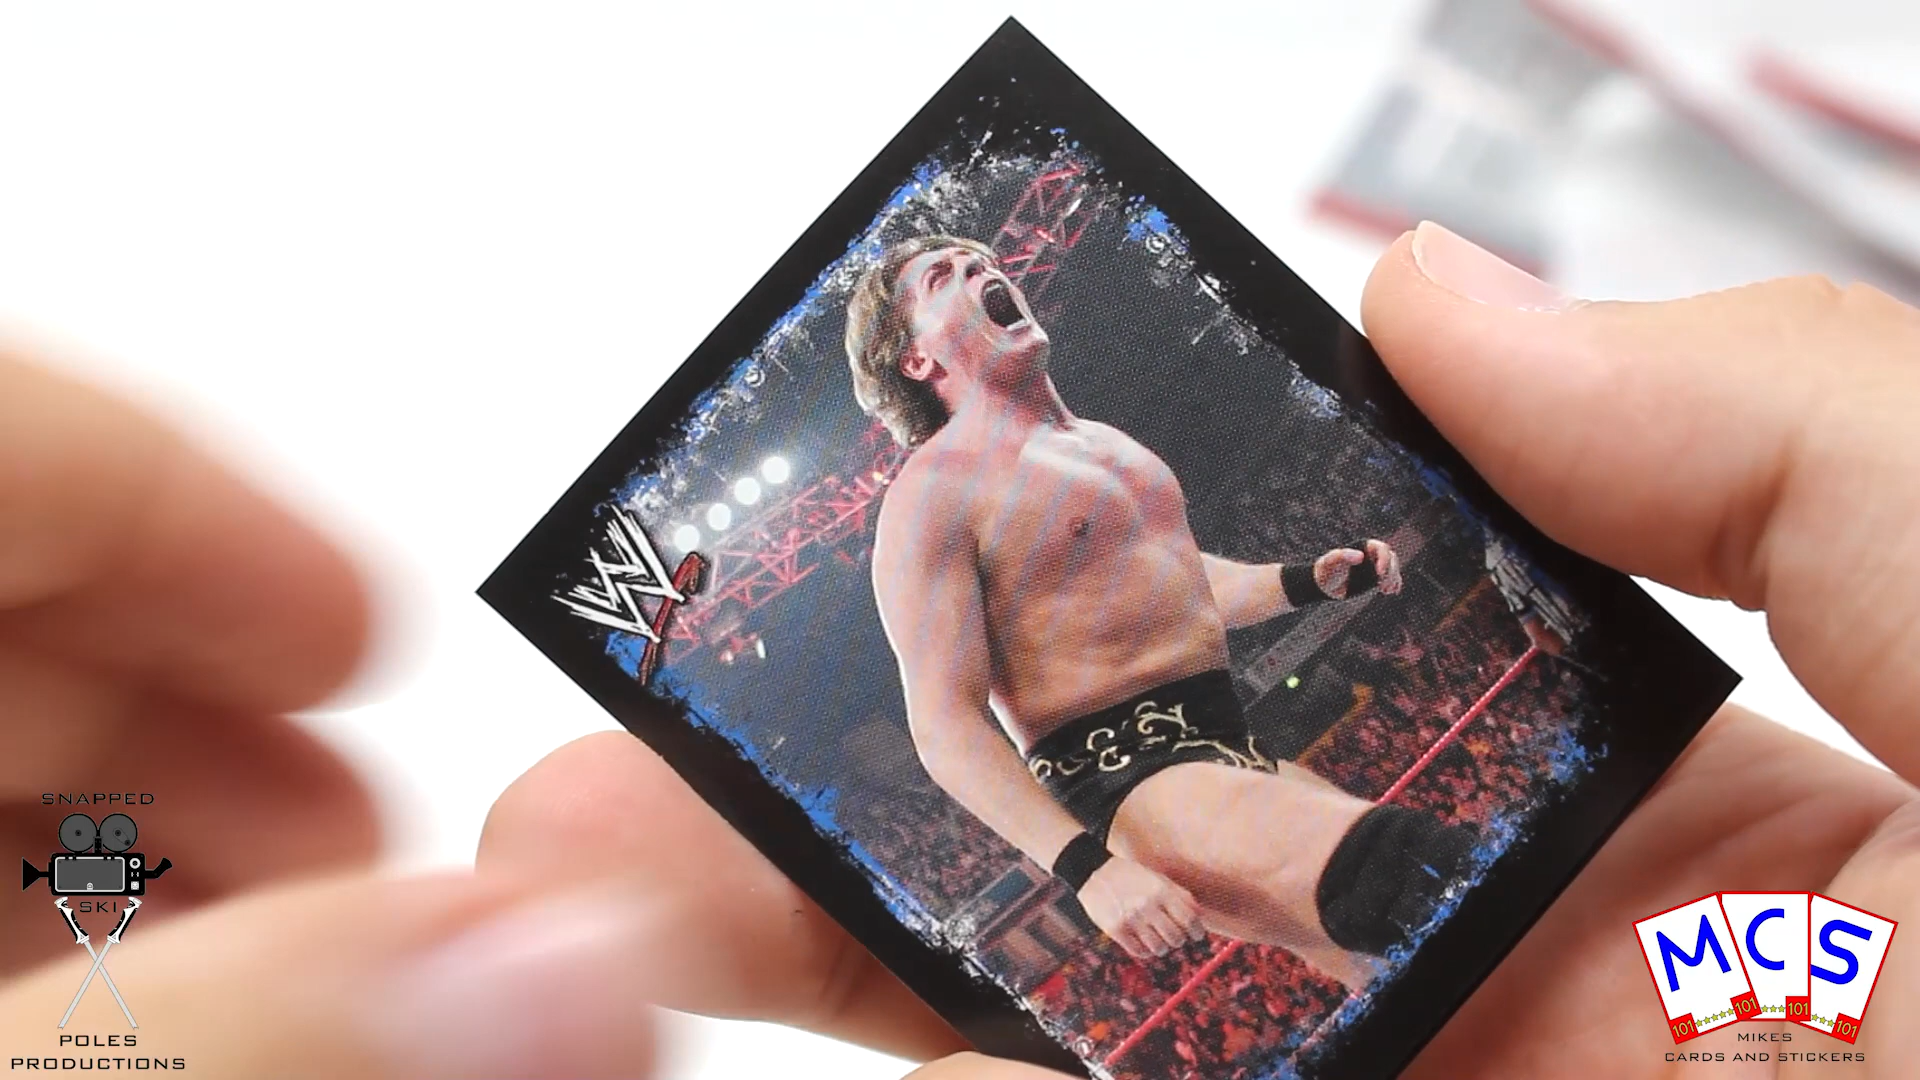 W
SNAPPED
SKI
POLES
PRODUCTIONS
MCS
101 101 101 101
MIKES
CARDS AND STICKERS